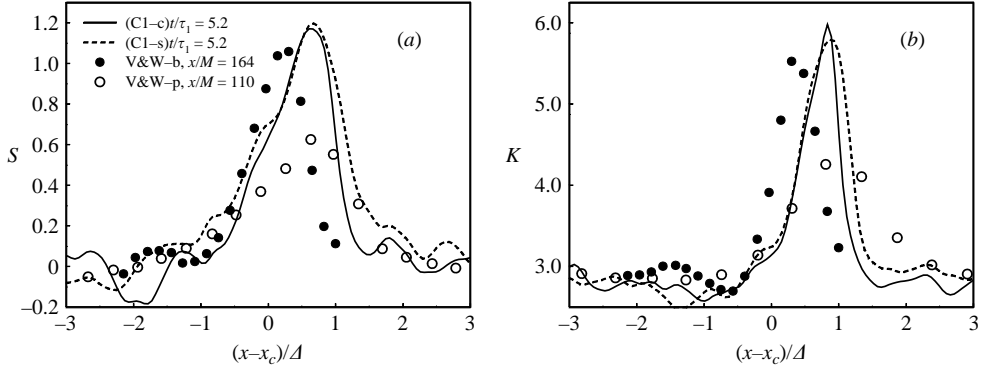 (C1–c)t/τ1 = 5.2
(C1–s)t/τ1 = 5.2
V&W–b, x/M = 164
V&W–p, x/M = 110
(a)
1.2
1.0
0.8
0.6
0.4
0.2
0
–0.2
S
–3 –2 –1 0 1 2 3
(x–xc)/Δ
(b)
6.0
5.0
4.0
3.0
K
–3 –2 –1 0 1 2 3
(x–xc)/Δ